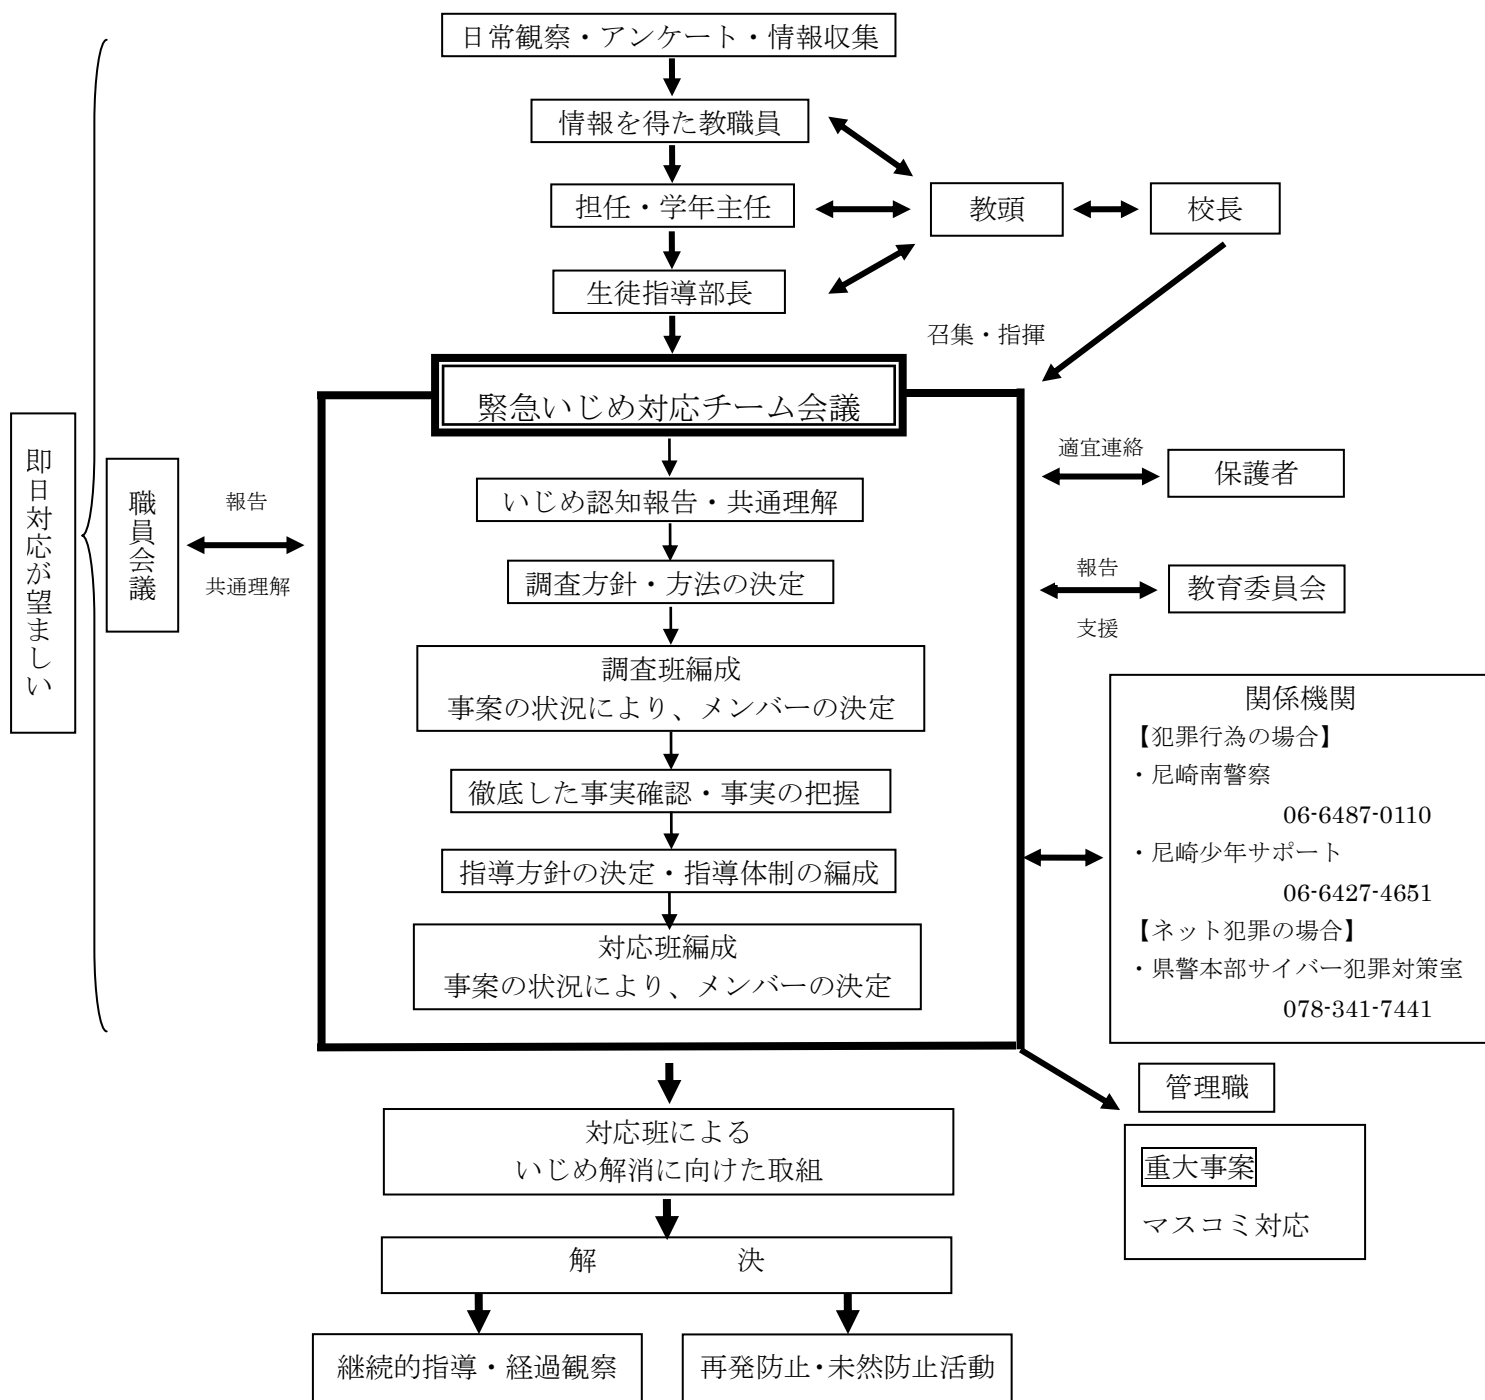 日常観察・アンケート・情報収集
情報を得た教職員
担任・学年主任
教頭
校長
生徒指導部長
召集・指揮
緊急いじめ対応チーム会議
即日対応が望ましい
職員会議
報告
共通理解
適宜連絡
保護者
いじめ認知報告・共通理解
調査方針・方法の決定
報告
教育委員会
支援
調査班編成
事案の状況により、メンバーの決定
徹底した事実確認・事実の把握
指導方針の決定・指導体制の編成
対応班編成
事案の状況により、メンバーの決定
関係機関
【犯罪行為の場合】
・尼崎南警察
06-6487-0110
・尼崎少年サポート
06-6427-4651
【ネット犯罪の場合】
・県警本部サイバー犯罪対策室
078-341-7441
管理職
重大事案
マスコミ対応
対応班による
いじめ解消に向けた取組
解 決
継続的指導・経過観察
再発防止・未然防止活動